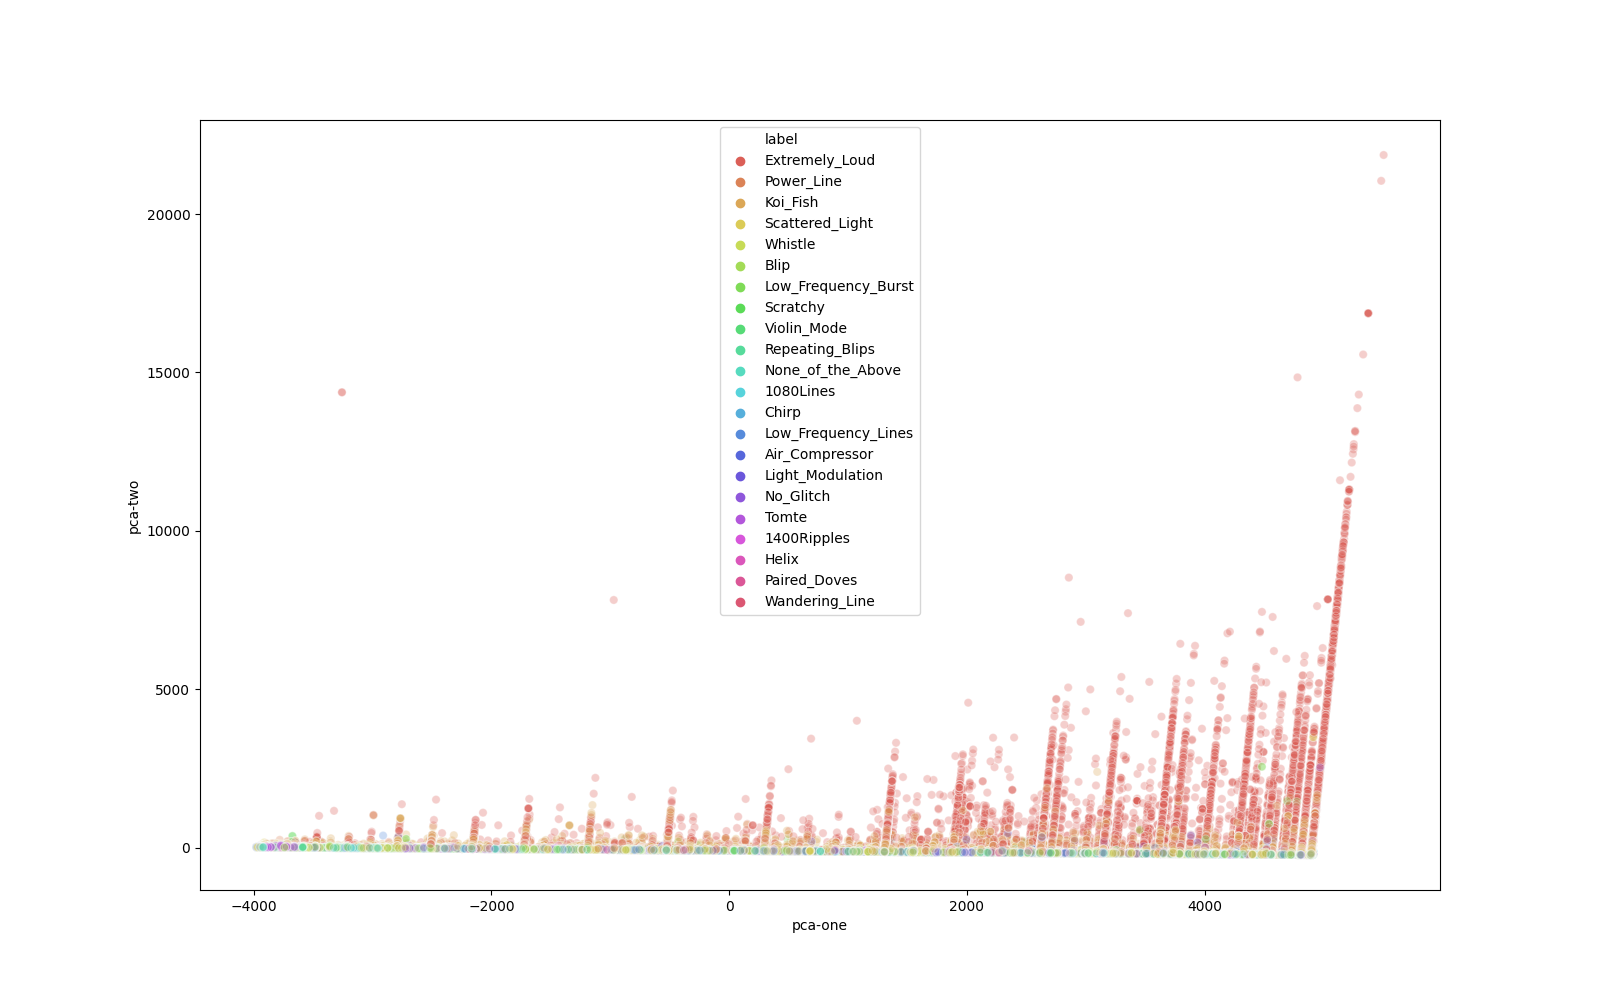 label
Extremely_Loud
Power_Line
Koi_Fish
Scattered_Light
Whistle
Blip
Low_Frequency_Burst
Scratchy
Violin_Mode
Repeating_Blips
None_of_the_Above
1080Lines
Chirp
Low_Frequency_Lines
Air_Compressor
Light_Modulation
No_Glitch
Tomte
1400Ripples
Helix
Paired_Doves
Wandering_Line
pca-two
20000
15000
10000
5000
0
−4000 −2000 0 2000 4000
pca-one